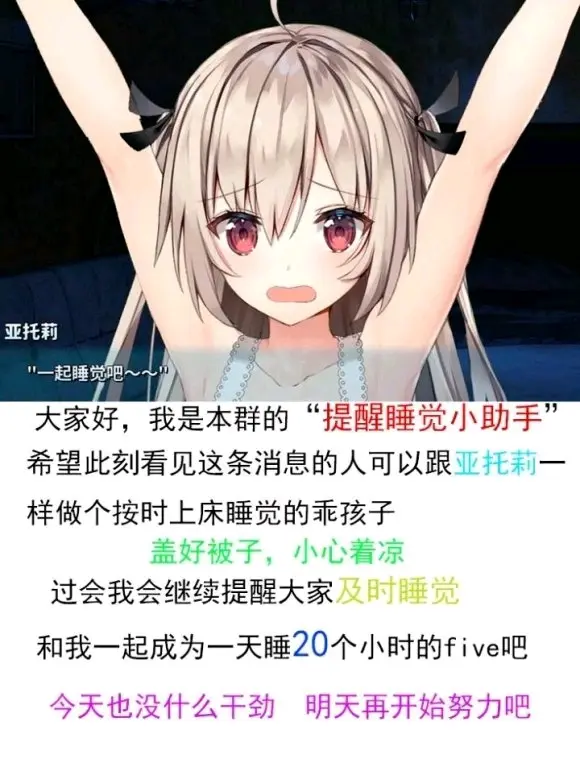 亚托莉
"一起睡觉吧～～"
大家好，我是本群的“提醒睡觉小助手”
希望此刻看见这条消息的人可以跟亚托莉一
样做个按时上床睡觉的乖孩子
盖好被子，小心着凉
过会我会继续提醒大家及时睡觉
和我一起成为一天睡20个小时的five吧
今天也没什么干劲 明天再开始努力吧